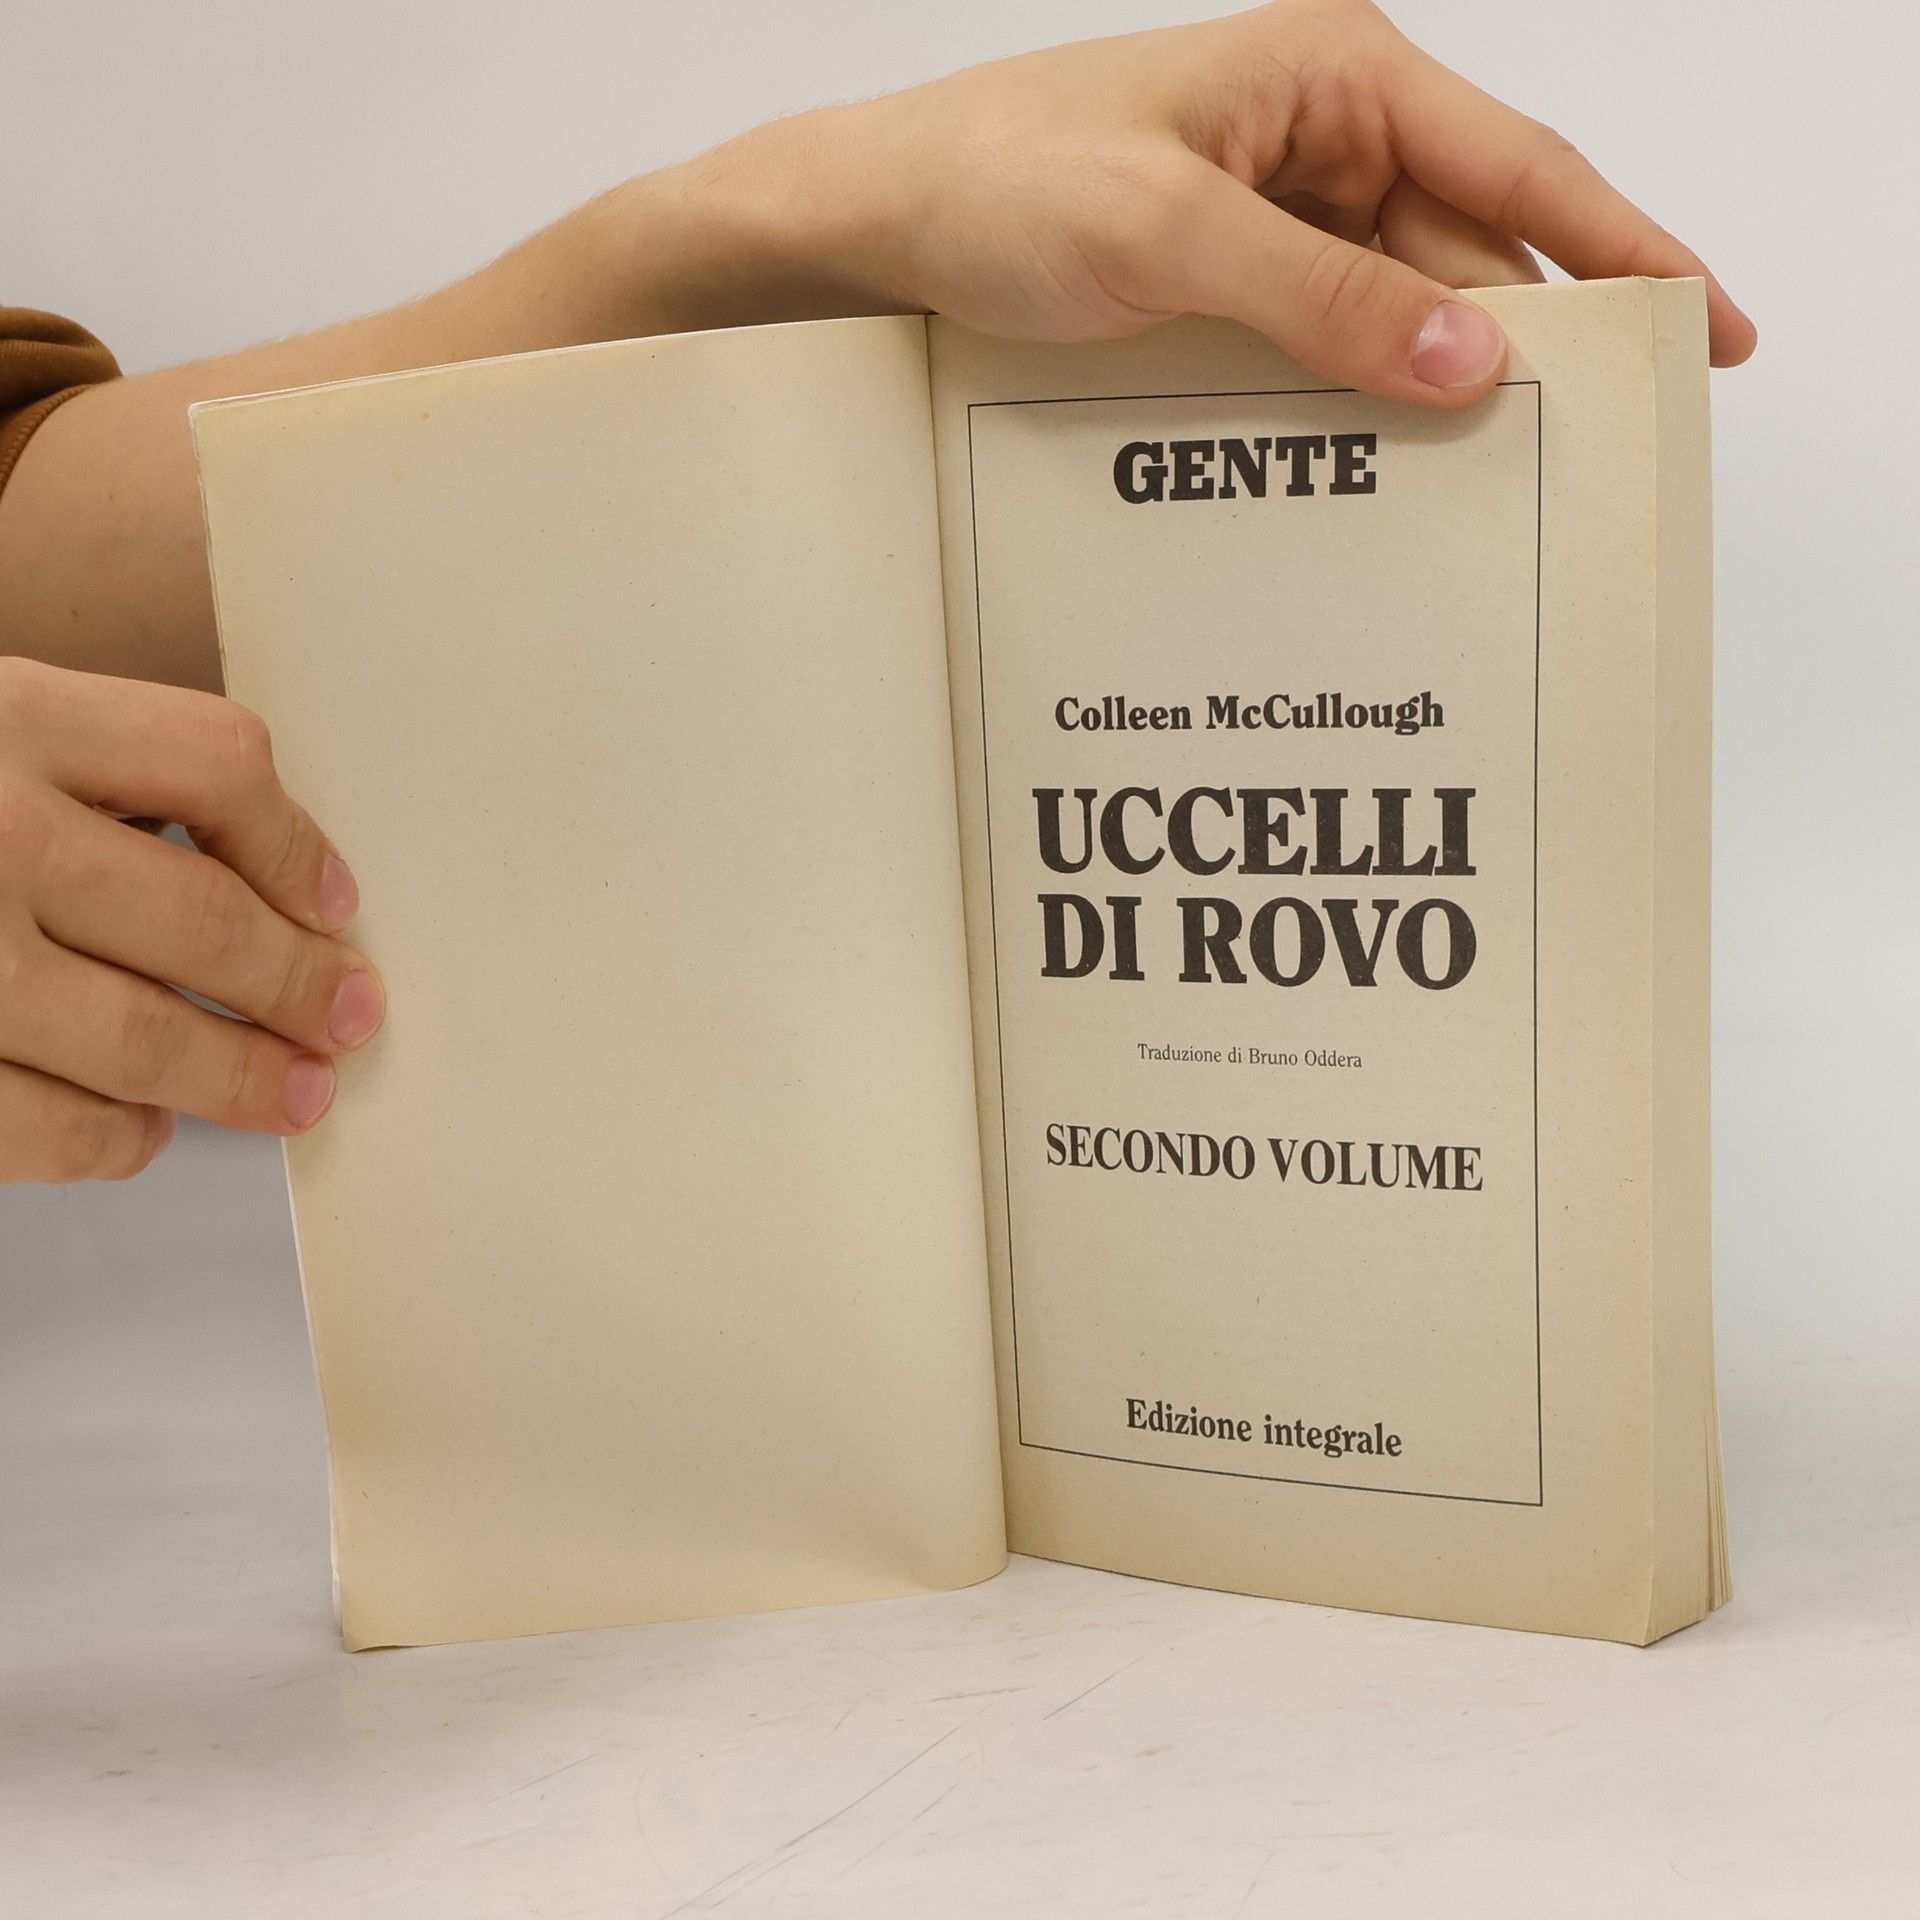 GENTE
Colleen McCullough
UCCELLI
DI ROVO
Traduzione di Bruno Oddera
SECONDO VOLUME
Edizione integrale